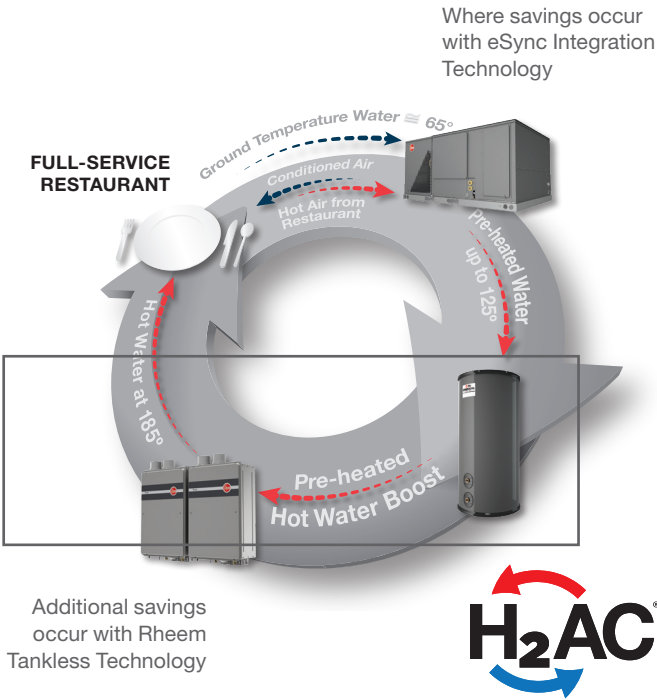 Where savings occur
with eSync Integration
Technology
Ground Temperature Water ≅ 65°
FULL-SERVICE
RESTAURANT
Conditioned Air
Hot Air from
Restaurant
Pre-heated Water
up to 125°
Hot Water at 185°
Pre-heated
Hot Water Boost
Additional savings
occur with Rheem
Tankless Technology
H2AC®